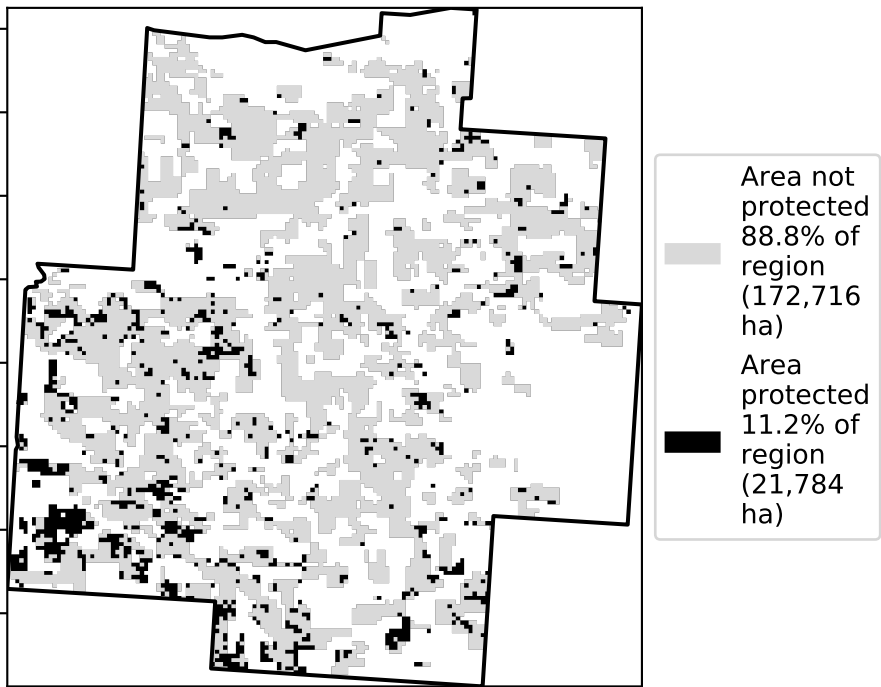 Area not
protected
88.8% of
region
(172,716
ha)
Area
protected
11.2% of
region
(21,784
ha)